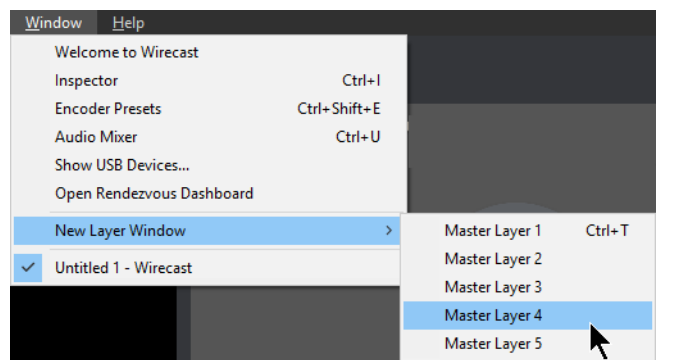 Window Help
Welcome to Wirecast
Inspector Ctrl+I
Encoder Presets Ctrl+Shift+E
Audio Mixer Ctrl+U
Show USB Devices...
Open Rendezvous Dashboard
New Layer Window >
Master Layer 1 Ctrl+T
Master Layer 2
Untitled 1 - Wirecast
Master Layer 3
Master Layer 4
Master Layer 5